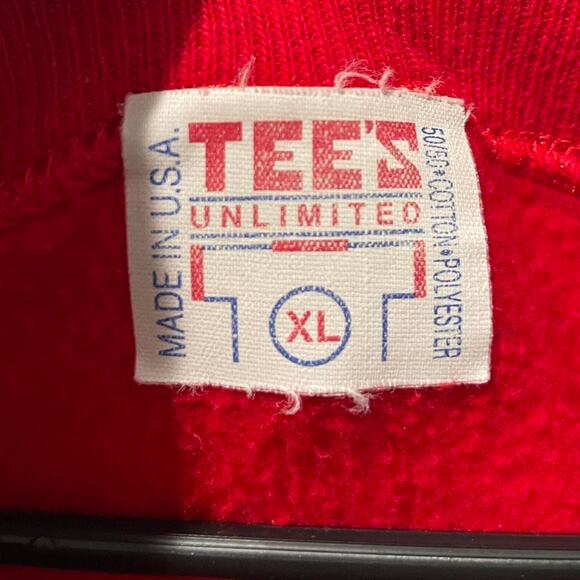 MADE IN U.S.A.
TEE'S
UNLIMITED
XL
50/50•COTTON•POLYESTER